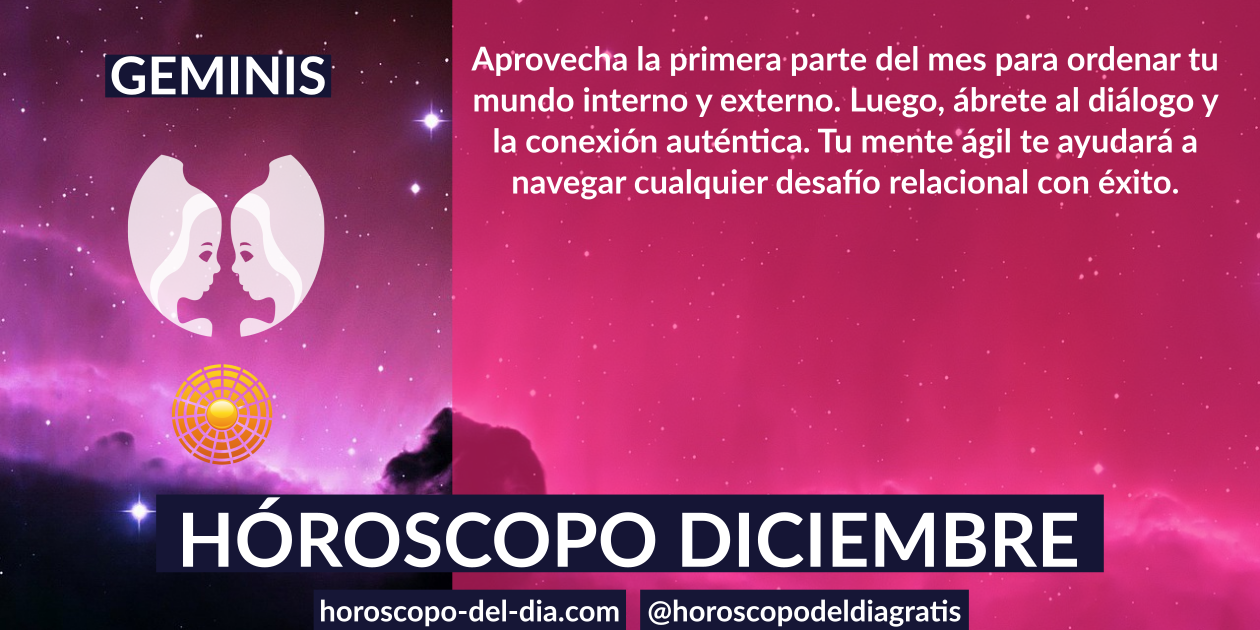 GEMINIS
Aprovecha la primera parte del mes para ordenar tu
mundo interno y externo. Luego, ábrete al diálogo y
la conexión auténtica. Tu mente ágil te ayudará a
navegar cualquier desafío relacional con éxito.
HÓROSCOPO DICIEMBRE
horoscopo-del-dia.com
@horoscopodeldiagratis